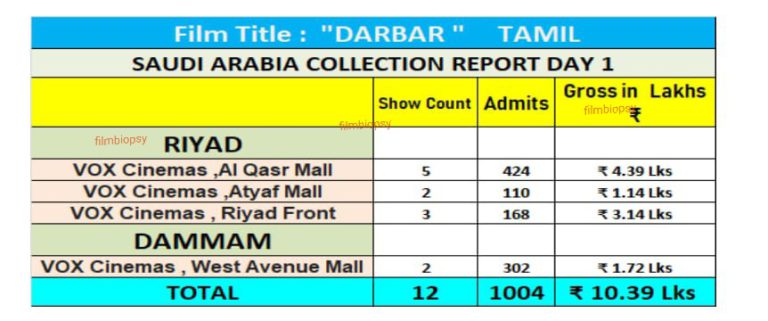 Film Title : "DARBAR " TAMIL
SAUDI ARABIA COLLECTION REPORT DAY 1
Show Count Admits Gross in Lakhs ₹
filmbiopsy
filmbiopsy
filmbiopsy RIYAD
VOX Cinemas ,Al Qasr Mall 5 424 ₹ 4.39 Lks
VOX Cinemas ,Atyaf Mall 2 110 ₹ 1.14 Lks
VOX Cinemas , Riyad Front 3 168 ₹ 3.14 Lks
DAMMAM
VOX Cinemas , West Avenue Mall 2 302 ₹ 1.72 Lks
TOTAL 12 1004 ₹ 10.39 Lks